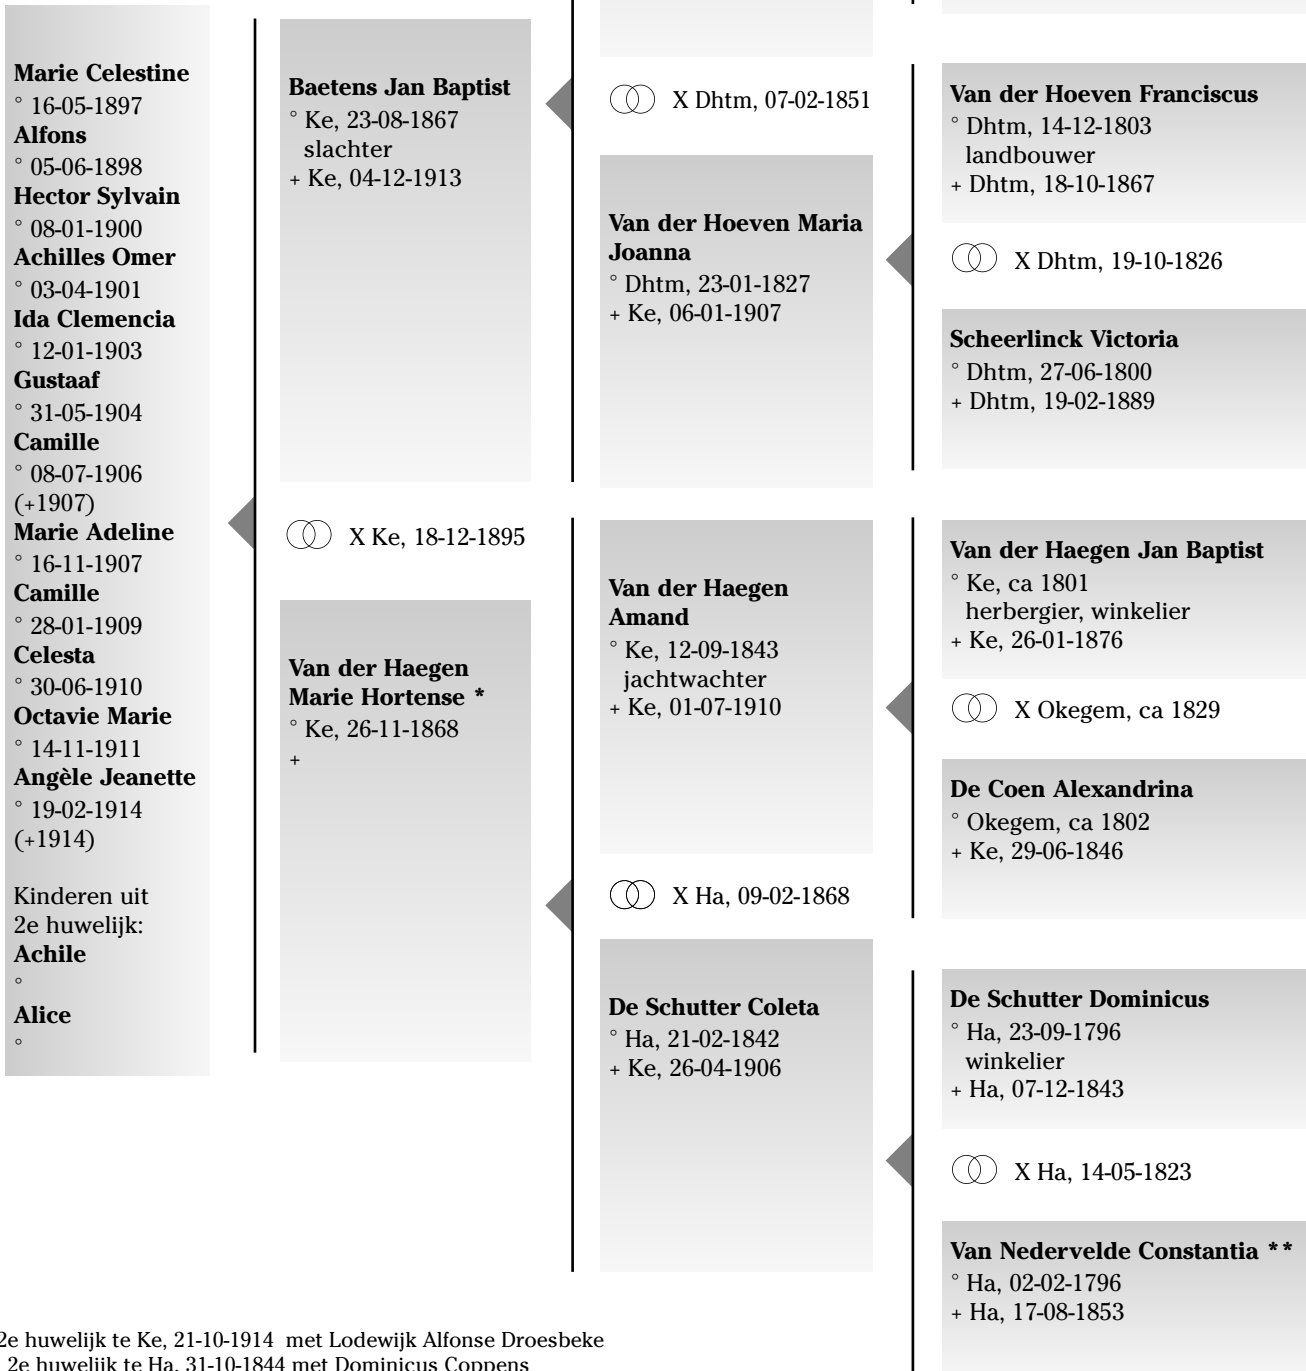 Marie Celestine
° 16-05-1897
Alfons
° 05-06-1898
Hector Sylvain
° 08-01-1900
Achilles Omer
° 03-04-1901
Ida Clemencia
° 12-01-1903
Gustaaf
° 31-05-1904
Camille
° 08-07-1906
(+1907)
Marie Adeline
° 16-11-1907
Camille
° 28-01-1909
Celesta
° 30-06-1910
Octavie Marie
° 14-11-1911
Angèle Jeanette
° 19-02-1914
(+1914)
Kinderen uit
2e huwelijk:
Achile
°
Alice
°
Baetens Jan Baptist
° Ke, 23-08-1867
slachter
+ Ke, 04-12-1913
X Ke, 18-12-1895
Van der Haegen
Marie Hortense *
° Ke, 26-11-1868
+
X Dhtm, 07-02-1851
Van der Hoeven Maria
Joanna
° Dhtm, 23-01-1827
+ Ke, 06-01-1907
Van der Haegen
Amand
° Ke, 12-09-1843
jachtwachter
+ Ke, 01-07-1910
X Ha, 09-02-1868
De Schutter Coleta
° Ha, 21-02-1842
+ Ke, 26-04-1906
Van der Hoeven Franciscus
° Dhtm, 14-12-1803
landbouwer
+ Dhtm, 18-10-1867
X Dhtm, 19-10-1826
Scheerlinck Victoria
° Dhtm, 27-06-1800
+ Dhtm, 19-02-1889
Van der Haegen Jan Baptist
° Ke, ca 1801
herbergier, winkelier
+ Ke, 26-01-1876
X Okegem, ca 1829
De Coen Alexandrina
° Okegem, ca 1802
+ Ke, 29-06-1846
De Schutter Dominicus
° Ha, 23-09-1796
winkelier
+ Ha, 07-12-1843
X Ha, 14-05-1823
Van Nedervelde Constantia **
° Ha, 02-02-1796
+ Ha, 17-08-1853
2e huwelijk te Ke, 21-10-1914 met Lodewijk Alfonse Droesbeke
2e huwelijk te Ha, 31-10-1844 met Dominicus Coppens